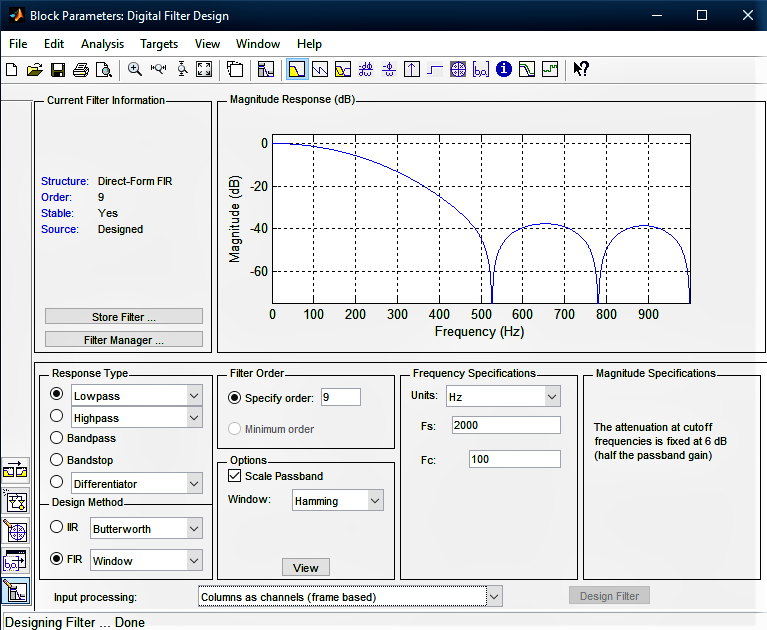 Block Parameters: Digital Filter Design
File Edit Analysis Targets View Window Help
Current Filter Information
Structure: Direct-Form FIR
Order: 9
Stable: Yes
Source: Designed
Store Filter ...
Filter Manager ...
Magnitude Response (dB)
Magnitude (dB)
0
-20
-40
-60
0 100 200 300 400 500 600 700 800 900
Frequency (Hz)
Response Type
Lowpass
Highpass
Bandpass
Bandstop
Differentiator
Design Method
IIR Butterworth
FIR Window
Filter Order
Specify order: 9
Minimum order
Options
Scale Passband
Window: Hamming
View
Frequency Specifications
Units: Hz
Fs: 2000
Fc: 100
Magnitude Specifications
The attenuation at cutoff
frequencies is fixed at 6 dB
(half the passband gain)
Input processing: Columns as channels (frame based)
Design Filter
Designing Filter ... Done